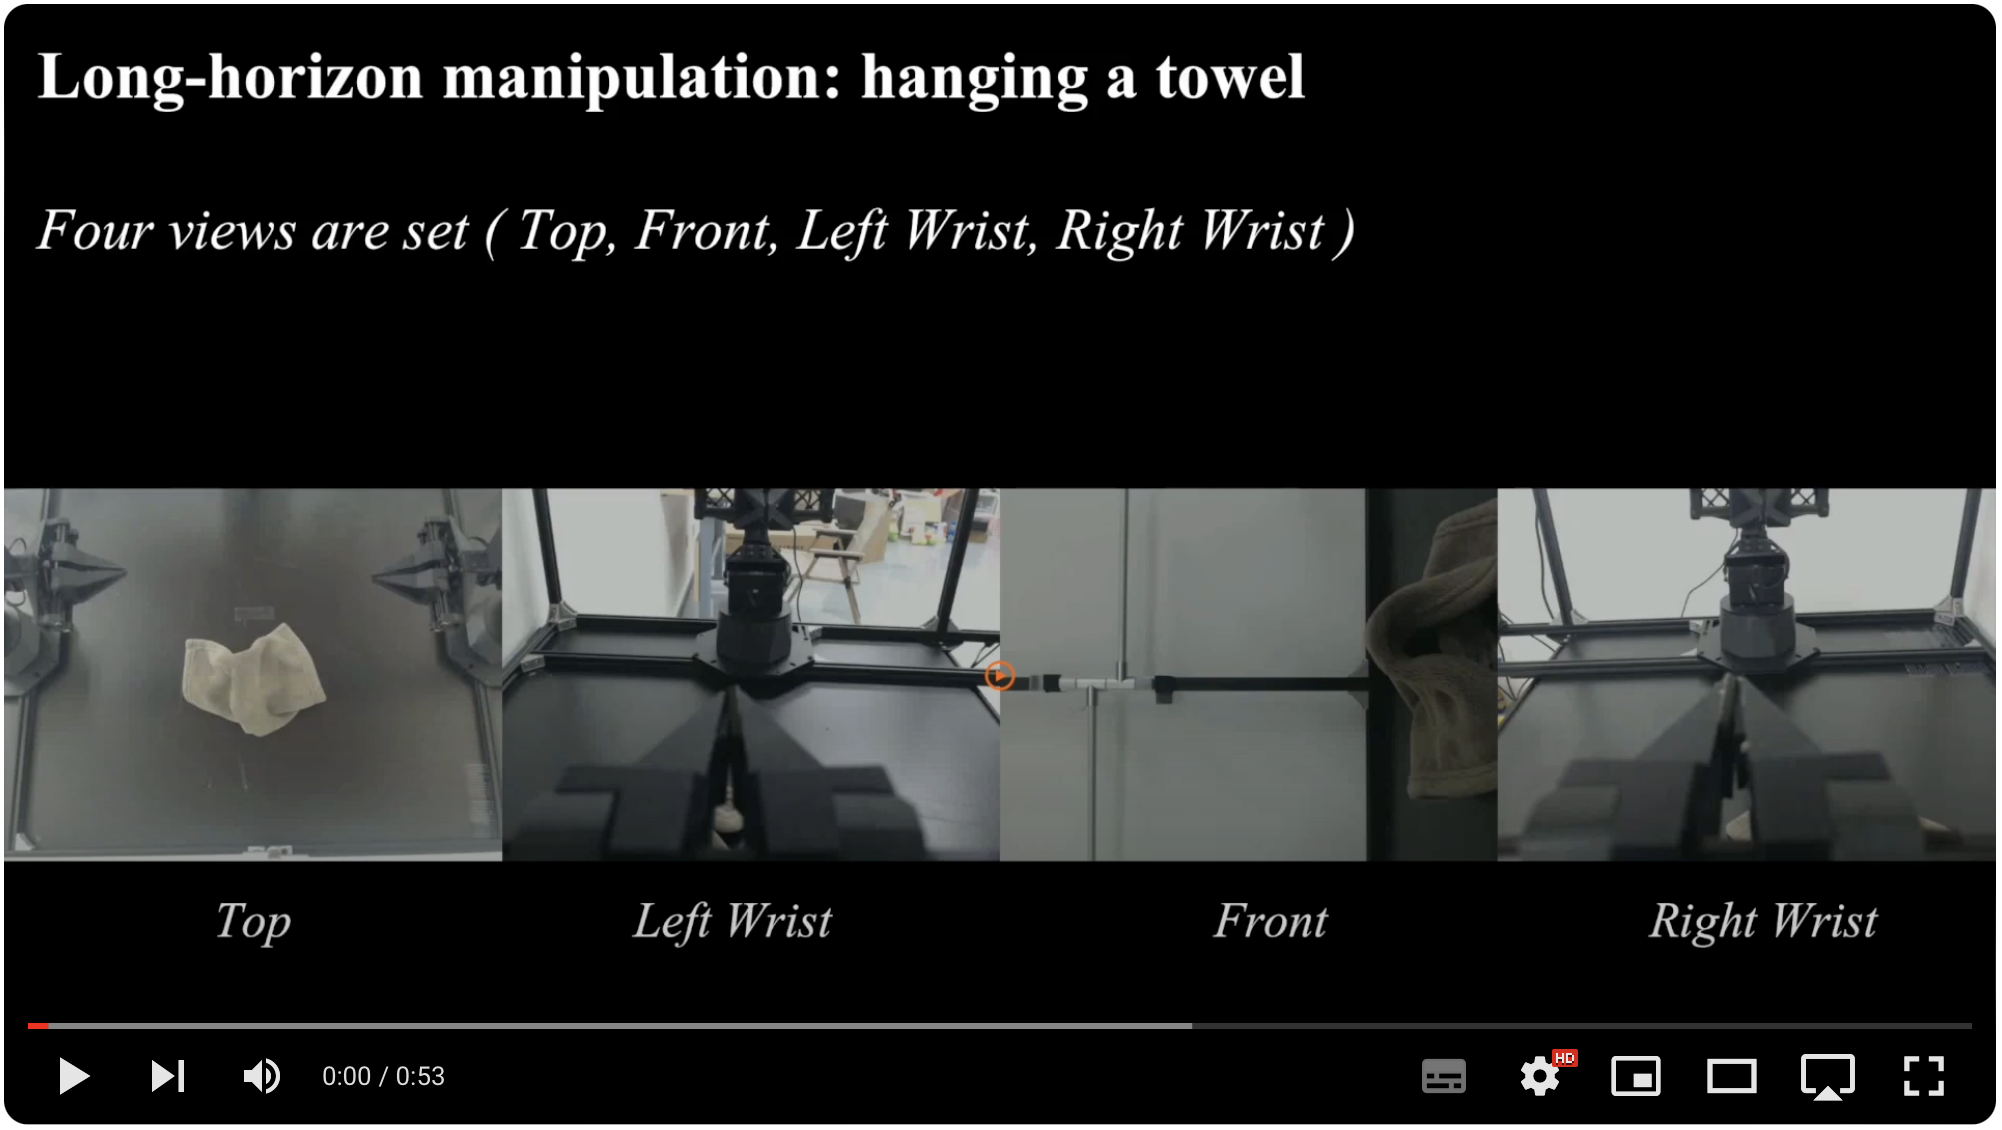 Long-horizon manipulation: hanging a towel
Four views are set ( Top, Front, Left Wrist, Right Wrist )
Top
Left Wrist
Front
Right Wrist
0:00 / 0:53
HD